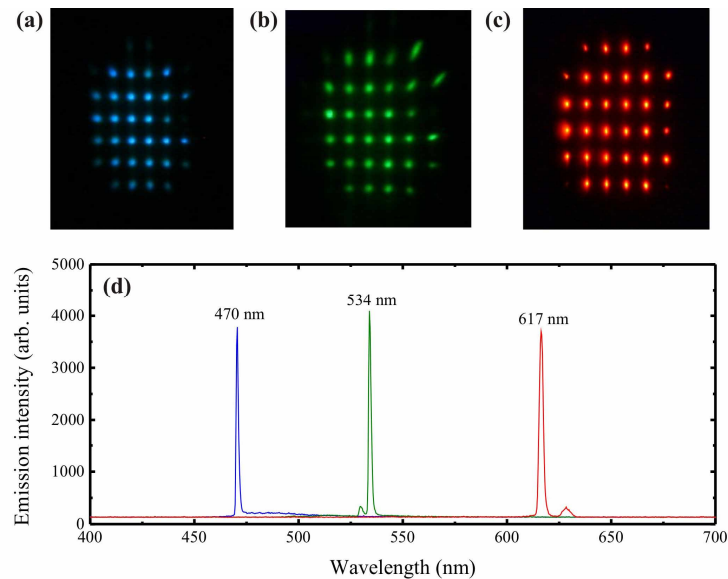 (a)
(b)
(c)
(d)
470 nm
534 nm
617 nm
Emission intensity (arb. units)
5000
4000
3000
2000
1000
0
400
450
500
550
600
650
700
Wavelength (nm)